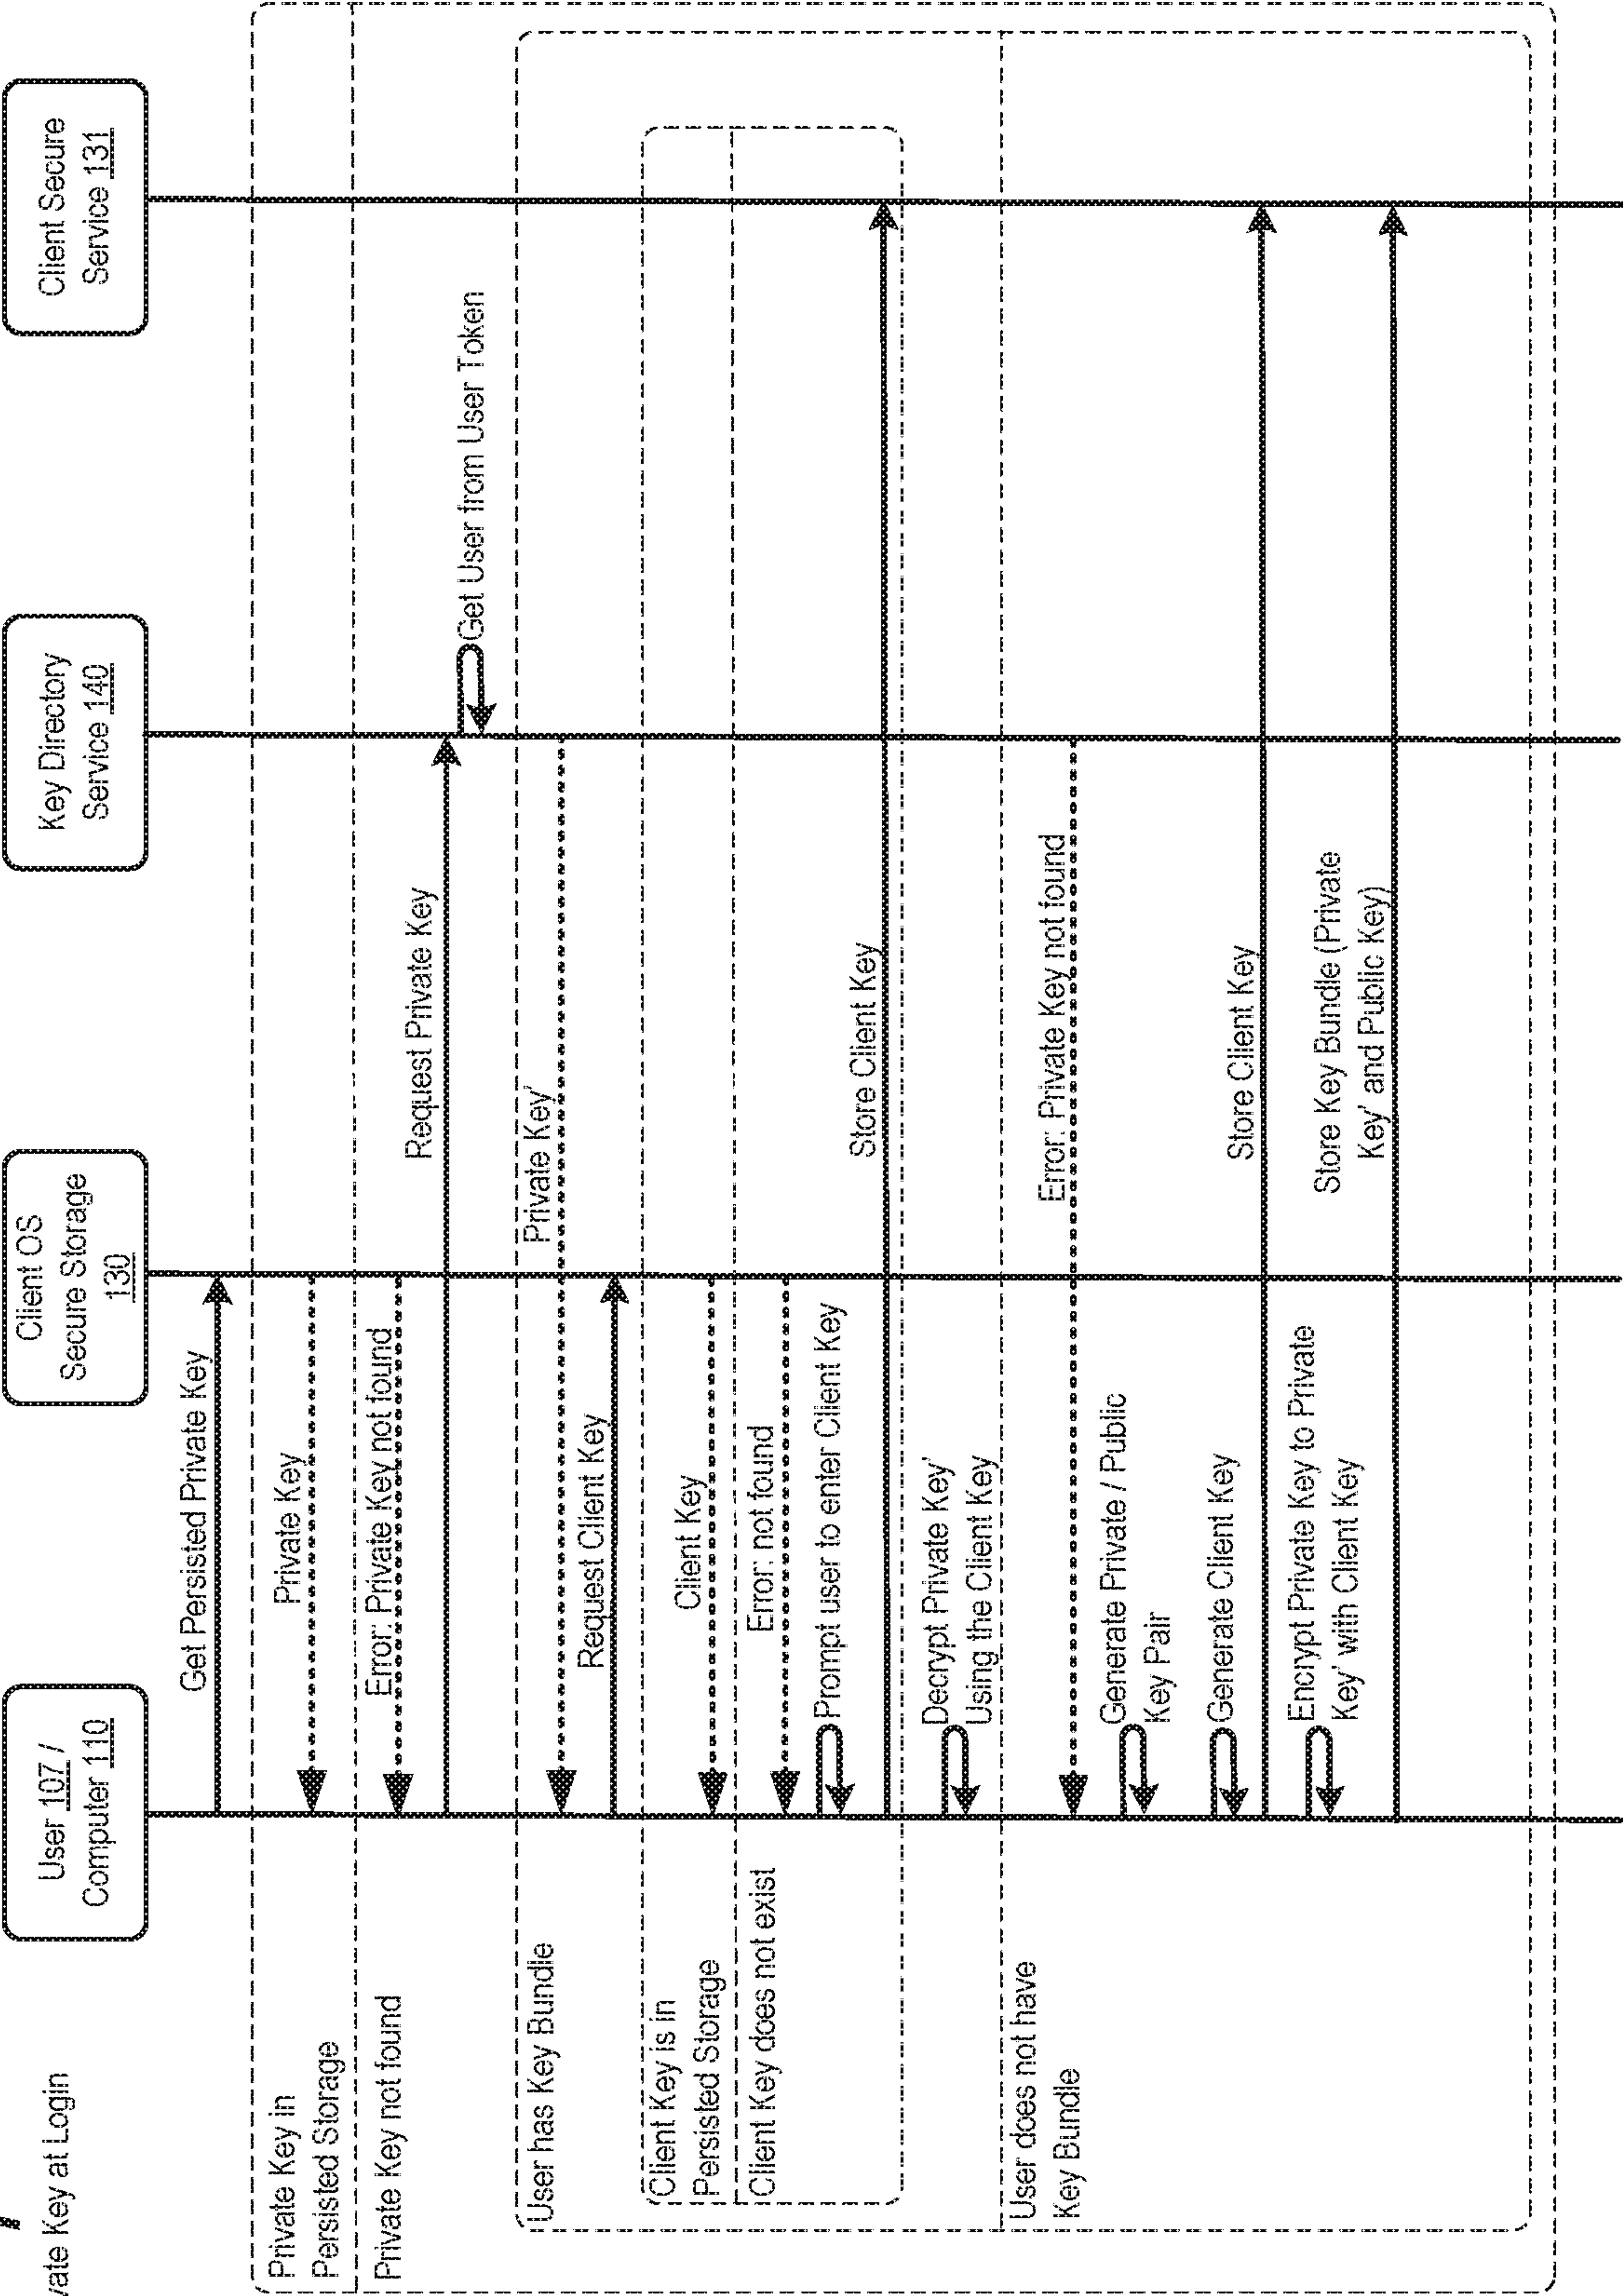 vate Key at Login
User 107 /
Computer 110
Client OS
Secure Storage
130
Key Directory
Service 140
Client Secure
Service 131
Get Persisted Private Key
Private Key in
Persisted Storage
Private Key
Private Key not found
Error: Private Key not found
Request Private Key
Get User from User Token
User has Key Bundle
Private Key'
Request Client Key
Client Key is in
Persisted Storage
Client Key
Client Key does not exist
Error: not found
Prompt user to enter Client Key
Store Client Key
Decrypt Private Key'
Using the Client Key
User does not have
Key Bundle
Error: Private Key not found
Generate Private / Public
Key Pair
Generate Client Key
Store Client Key
Encrypt Private Key to Private
Key' with Client Key
Store Key Bundle (Private
Key' and Public Key)